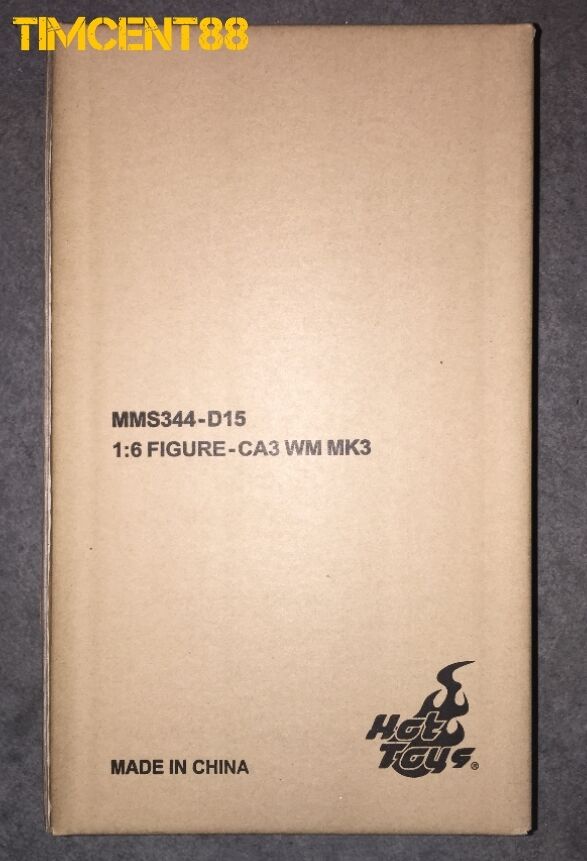 TIMCENT88
MMS344-D15
1:6 FIGURE-CA3 WM MK3
Hot
Toys®
MADE IN CHINA